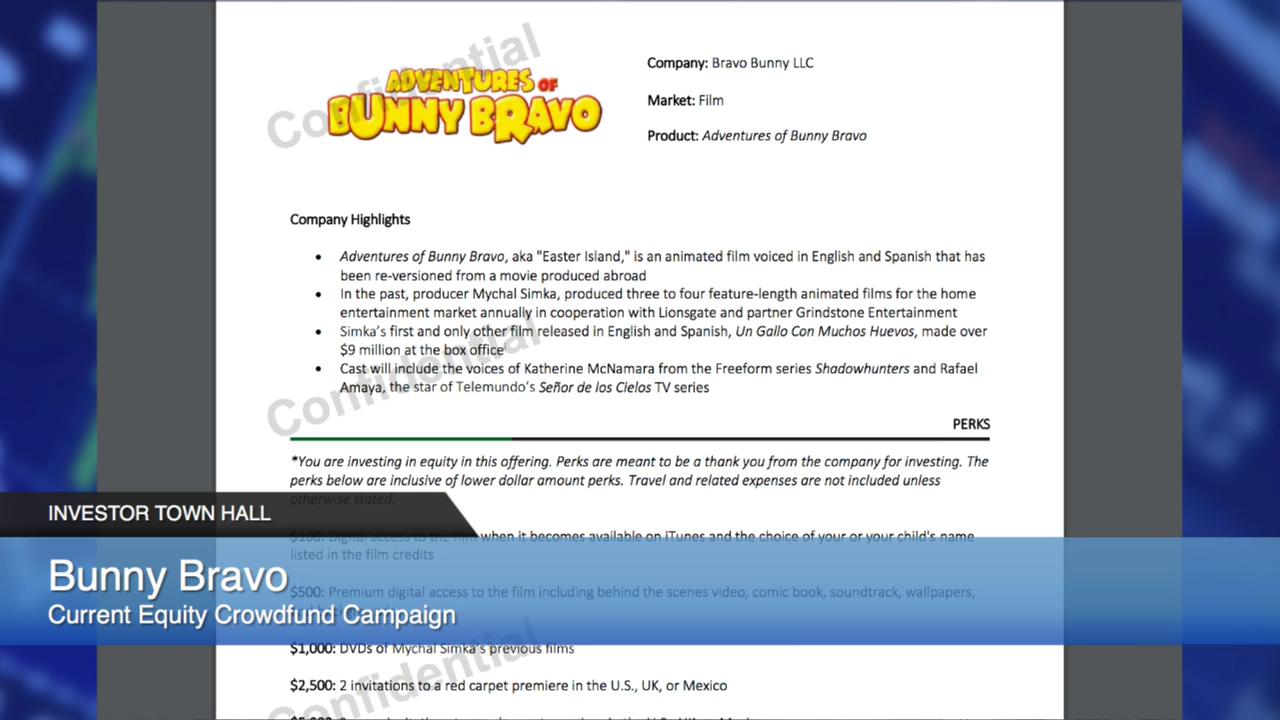 Confidential
ADVENTURES OF
BUNNY BRAVO
Company: Bravo Bunny LLC
Market: Film
Product: Adventures of Bunny Bravo
Company Highlights
• Adventures of Bunny Bravo, aka "Easter Island," is an animated film voiced in English and Spanish that has
been re-versioned from a movie produced abroad
• In the past, producer Mychal Simka, produced three to four feature-length animated films for the home
entertainment market annually in cooperation with Lionsgate and partner Grindstone Entertainment
• Simka's first and only other film released in English and Spanish, Un Gallo Con Muchos Huevos, made over
$9 million at the box office
Confidential
• Cast will include the voices of Katherine McNamara from the Freeform series Shadowhunters and Rafael
Amaya, the star of Telemundo's Señor de los Cielos TV series
PERKS
*You are investing in equity in this offering. Perks are meant to be a thank you from the company for investing. The
perks below are inclusive of lower dollar amount perks. Travel and related expenses are not included unless
otherwise stated.
INVESTOR TOWN HALL
$100: Digital access to the film when it becomes available on iTunes and the choice of your or your child's name
listed in the film credits
Bunny Bravo
$500: Premium digital access to the film including behind the scenes video, comic book, soundtrack, wallpapers,
Current Equity Crowdfund Campaign
$1,000: DVDs of Mychal Simka's previous films
Confidential
$2,500: 2 invitations to a red carpet premiere in the U.S., UK, or Mexico